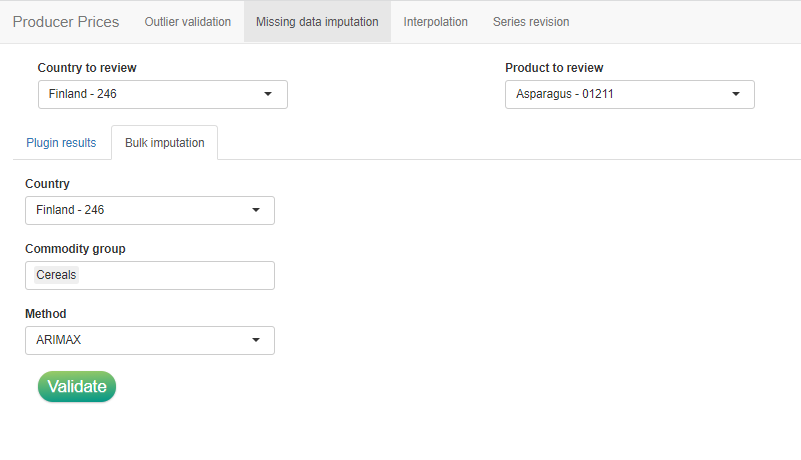 Producer Prices Outlier validation Missing data imputation Interpolation Series revision
Country to review Product to review
Finland - 246 Asparagus - 01211
Plugin results Bulk imputation
Country
Finland - 246
Commodity group
Cereals
Method
ARIMAX
Validate